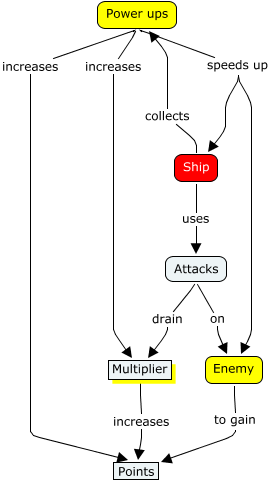 Power ups
increases
increases
speeds up
collects
Ship
uses
Attacks
drain
on
Multiplier
Enemy
increases
to gain
Points